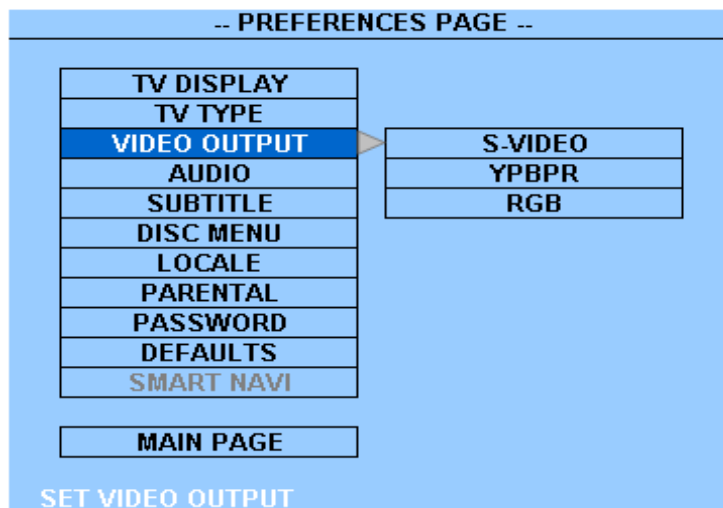 -- PREFERENCES PAGE --
TV DISPLAY
TV TYPE
VIDEO OUTPUT
AUDIO
SUBTITLE
DISC MENU
LOCALE
PARENTAL
PASSWORD
DEFAULTS
SMART NAVI
MAIN PAGE
S-VIDEO
YPBPR
RGB
SET VIDEO OUTPUT